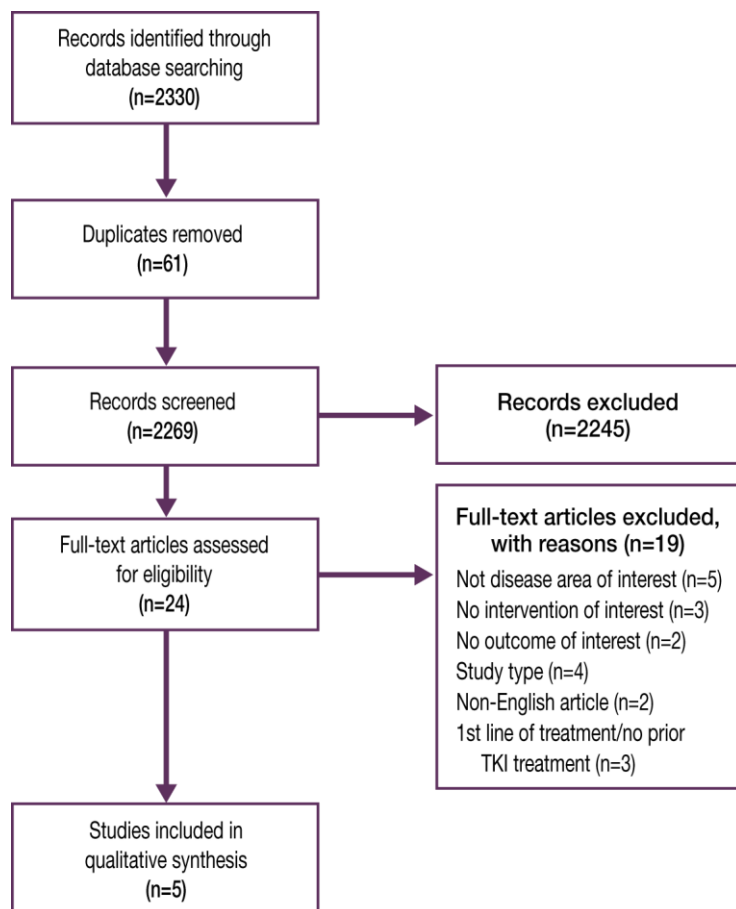 Records identified through
database searching
(n=2330)
Duplicates removed
(n=61)
Records screened
(n=2269)
Records excluded
(n=2245)
Full-text articles assessed
for eligibility
(n=24)
Full-text articles excluded,
with reasons (n=19)
Not disease area of interest (n=5)
No intervention of interest (n=3)
No outcome of interest (n=2)
Study type (n=4)
Non-English article (n=2)
1st line of treatment/no prior
TKI treatment (n=3)
Studies included in
qualitative synthesis
(n=5)